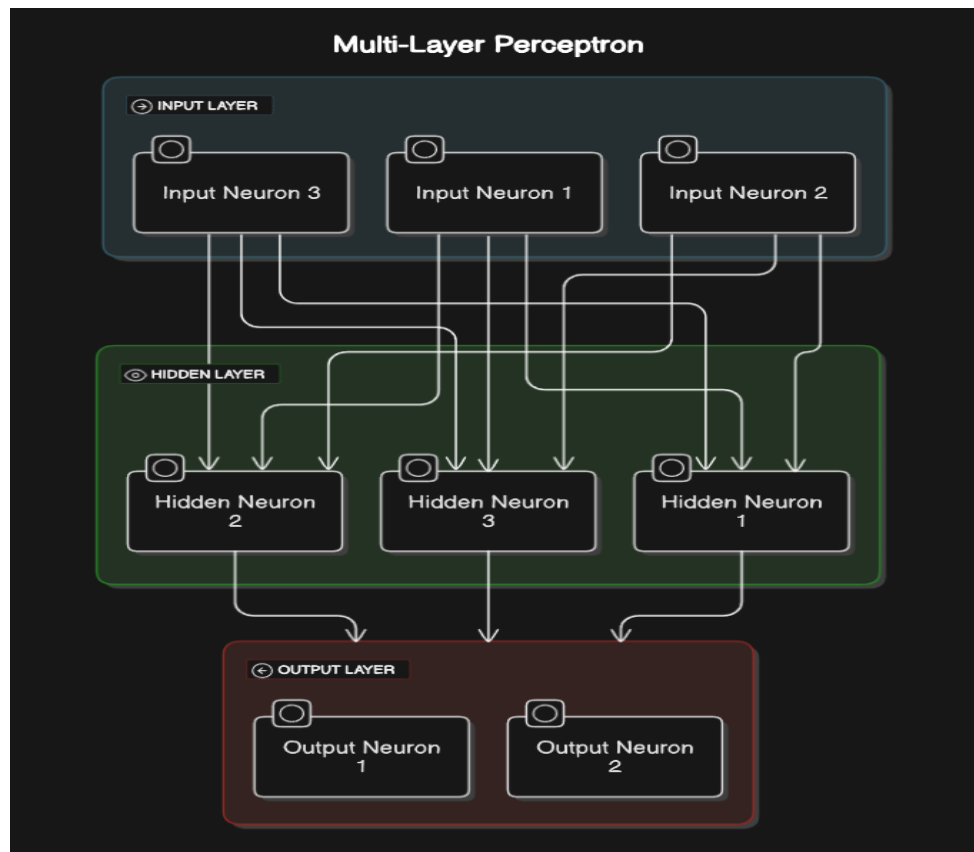 Multi-Layer Perceptron
INPUT LAYER
Input Neuron 3
Input Neuron 1
Input Neuron 2
HIDDEN LAYER
Hidden Neuron
2
Hidden Neuron
3
Hidden Neuron
1
OUTPUT LAYER
Output Neuron
1
Output Neuron
2